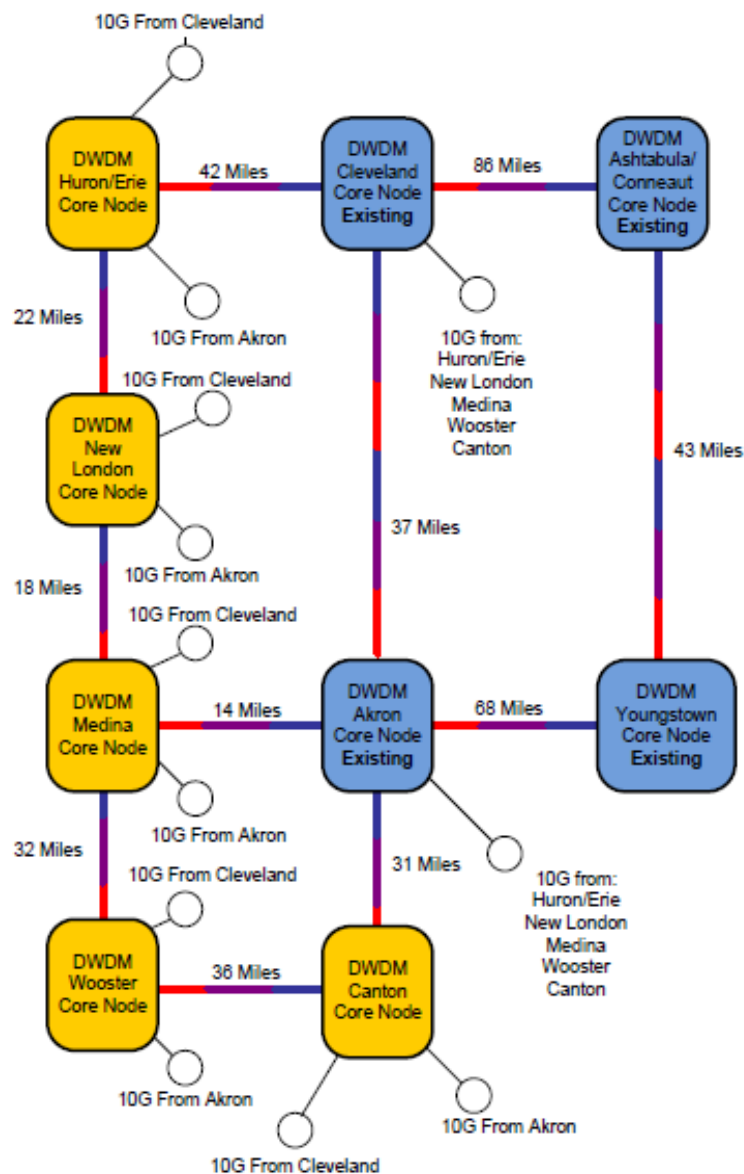 10G From Cleveland
DWDM
Huron/Erie
Core Node
42 Miles
DWDM
Cleveland
Core Node
Existing
86 Miles
DWDM
Ashtabula/
Conneaut
Core Node
Existing
22 Miles
10G From Akron
10G From Cleveland
10G from:
Huron/Erie
New London
Medina
Wooster
Canton
DWDM
New
London
Core Node
43 Miles
37 Miles
10G From Akron
18 Miles
10G From Cleveland
DWDM
Medina
Core Node
14 Miles
DWDM
Akron
Core Node
Existing
68 Miles
DWDM
Youngstown
Core Node
Existing
10G From Akron
32 Miles
31 Miles
10G From Cleveland
10G from:
Huron/Erie
New London
Medina
Wooster
Canton
DWDM
Wooster
Core Node
36 Miles
DWDM
Canton
Core Node
10G From Akron
10G From Akron
10G From Cleveland